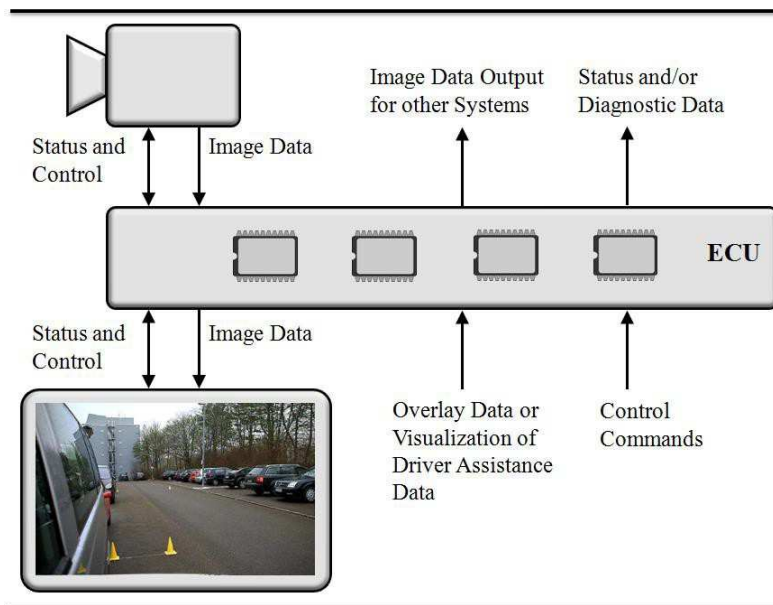 Image Data Output
for other Systems
Status and/or
Diagnostic Data
Status and
Control
Image Data
ECU
Status and
Control
Image Data
Overlay Data or
Visualization of
Driver Assistance
Data
Control
Commands